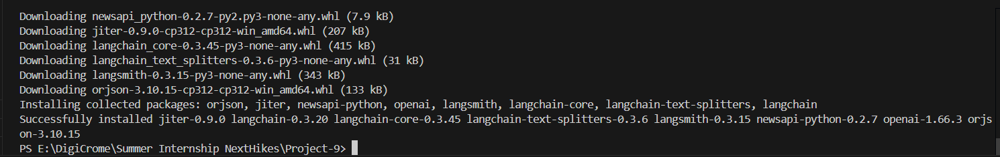 Downloading newsapi_python-0.2.7-py2.py3-none-any.whl (7.9 kB)
Downloading jiter-0.9.0-cp312-cp312-win_amd64.whl (207 kB)
Downloading langchain_core-0.3.45-py3-none-any.whl (415 kB)
Downloading langchain_text_splitters-0.3.6-py3-none-any.whl (31 kB)
Downloading langsmith-0.3.15-py3-none-any.whl (343 kB)
Downloading orjson-3.10.15-cp312-cp312-win_amd64.whl (133 kB)
Installing collected packages: orjson, jiter, newsapi-python, openai, langsmith, langchain-core, langchain-text-splitters, langchain
Successfully installed jiter-0.9.0 langchain-0.3.20 langchain-core-0.3.45 langchain-text-splitters-0.3.6 langsmith-0.3.15 newsapi-python-0.2.7 openai-1.66.3 orjs
on-3.10.15
PS E:\DigiCrome\Summer Internship NextHikes\Project-9>